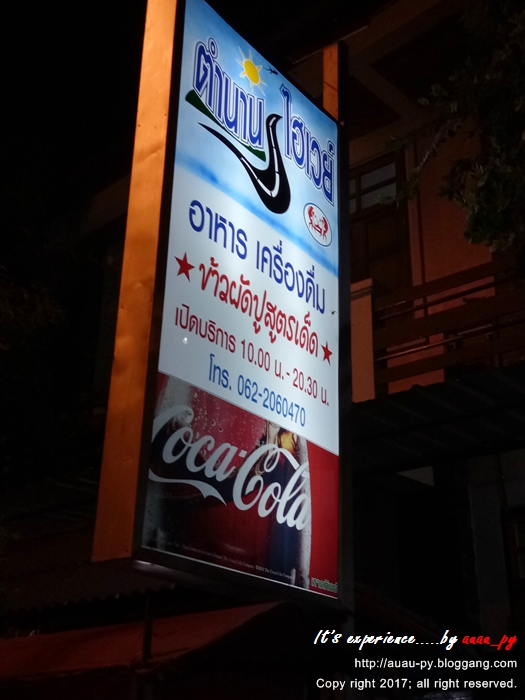 ตำนาน ไฮเวย์
อาหาร เครื่องดื่ม
ข้าวผัดปูสูตรเด็ด
เปิดบริการ 10.00 น.- 20.30 น.
โทร. 062-2060470
Coca-Cola
It's experience.....by auau_py
http://auau-py.bloggang.com
Copy right 2017; all right reserved.